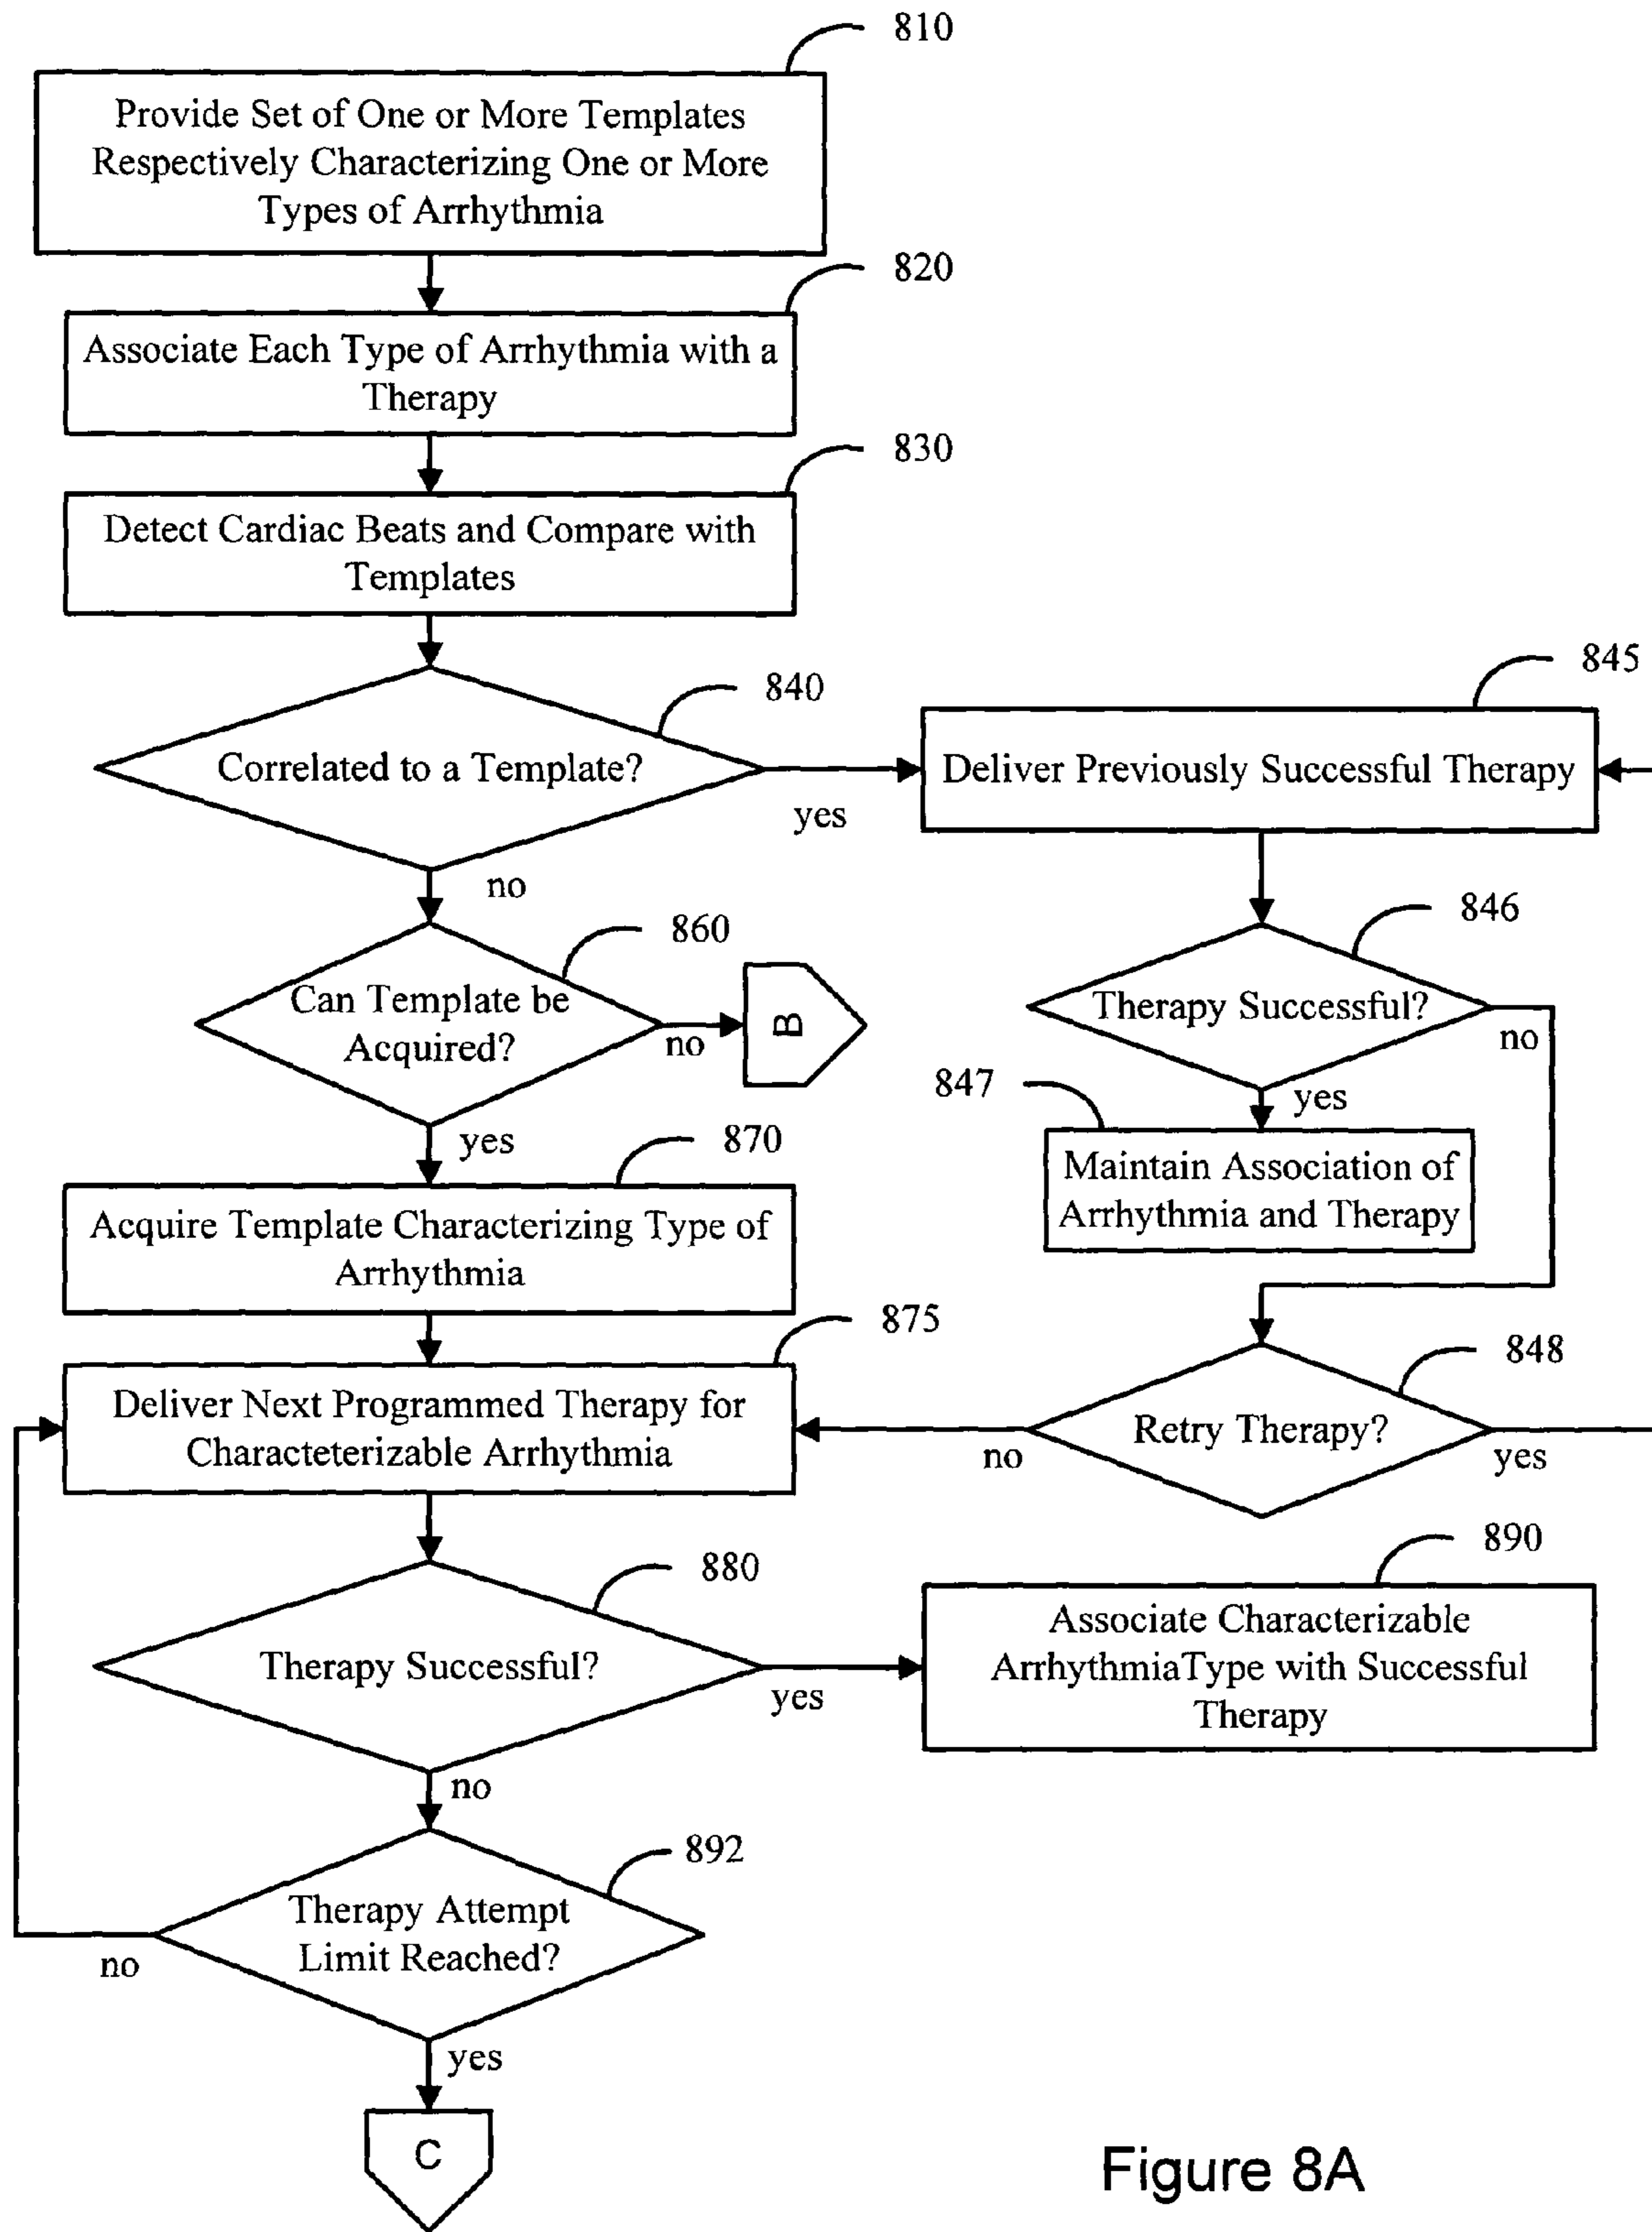 810
Provide Set of One or More Templates
Respectively Characterizing One or More
Types of Arrhythmia
820
Associate Each Type of Arrhythmia with a
Therapy
830
Detect Cardiac Beats and Compare with
Templates
840
Correlated to a Template?
yes
no
845
Deliver Previously Successful Therapy
846
Therapy Successful?
no
yes
847
Maintain Association of
Arrhythmia and Therapy
848
Retry Therapy?
no
yes
860
Can Template be
Acquired?
no
B
yes
870
Acquire Template Characterizing Type of
Arrhythmia
875
Deliver Next Programmed Therapy for
Characteterizable Arrhythmia
880
Therapy Successful?
yes
no
890
Associate Characterizable
ArrhythmiaType with Successful
Therapy
892
Therapy Attempt
Limit Reached?
no
yes
C
Figure 8A